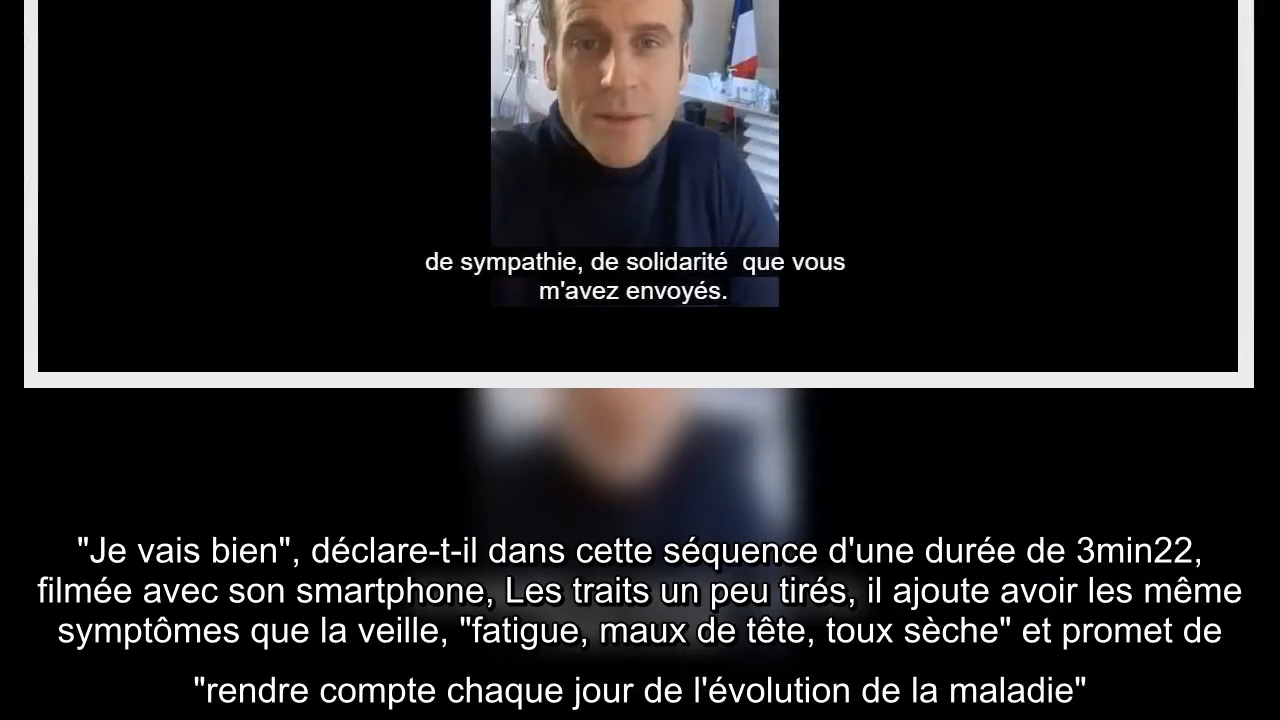 de sympathie, de solidarité  que vous
m'avez envoyés.
"Je vais bien", déclare-t-il dans cette séquence d'une durée de 3min22,
filmée avec son smartphone, Les traits un peu tirés, il ajoute avoir les même
symptômes que la veille, "fatigue, maux de tête, toux sèche" et promet de
"rendre compte chaque jour de l'évolution de la maladie"